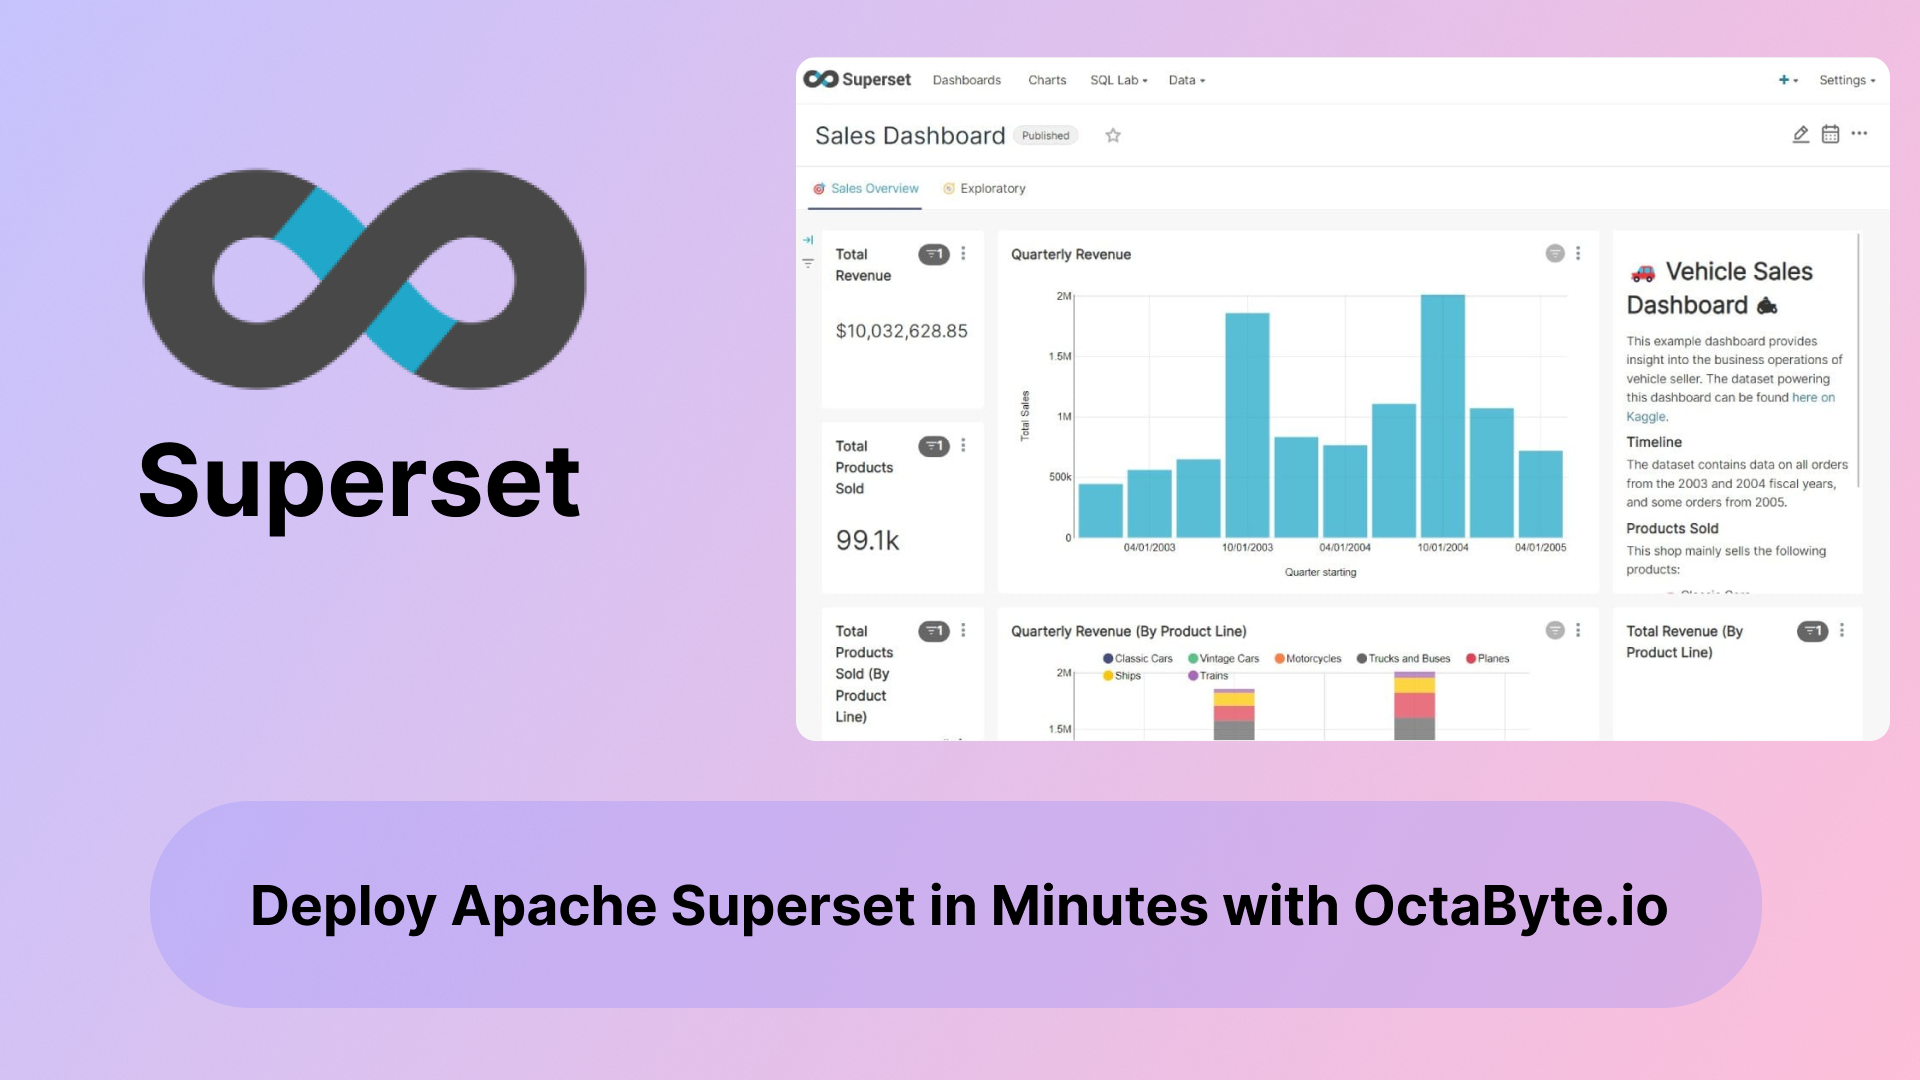 Superset
Superset Dashboards Charts SQL Lab Data Settings
Sales Dashboard Published
Sales Overview Exploratory
Total
Revenue
1
$10,032,628.85
Total
Products
Sold
1
99.1k
Quarterly Revenue
2M
1.5M
1M
500k
0
Total Sales
04/01/2003 10/01/2003 04/01/2004 10/01/2004 04/01/2005
Quarter starting
Vehicle Sales
Dashboard
This example dashboard provides
insight into the business operations of
vehicle seller. The dataset powering
this dashboard can be found here on
Kaggle.
Timeline
The dataset contains data on all orders
from the 2003 and 2004 fiscal years,
and some orders from 2005.
Products Sold
This shop mainly sells the following
products:
Total
Products
Sold (By
Product
Line)
1
Quarterly Revenue (By Product Line)
Classic Cars Vintage Cars Motorcycles Trucks and Buses Planes
Ships Trains
2M
1.5M
Total Revenue (By
Product Line)
1
Deploy Apache Superset in Minutes with OctaByte.io